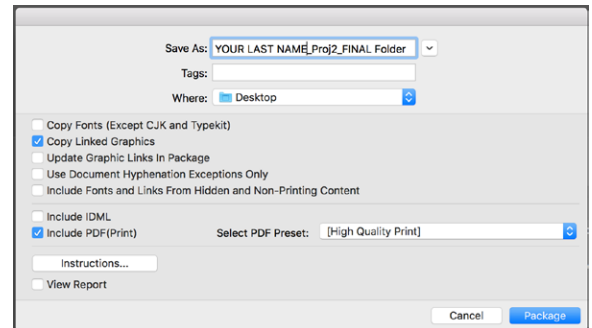 Save As: YOUR LAST NAME_Proj2_FINAL Folder
Tags:
Where: Desktop
Copy Fonts (Except CJK and Typekit)
Copy Linked Graphics
Update Graphic Links In Package
Use Document Hyphenation Exceptions Only
Include Fonts and Links From Hidden and Non-Printing Content
Include IDML
Include PDF(Print) Select PDF Preset: [High Quality Print]
Instructions...
View Report
Cancel Package